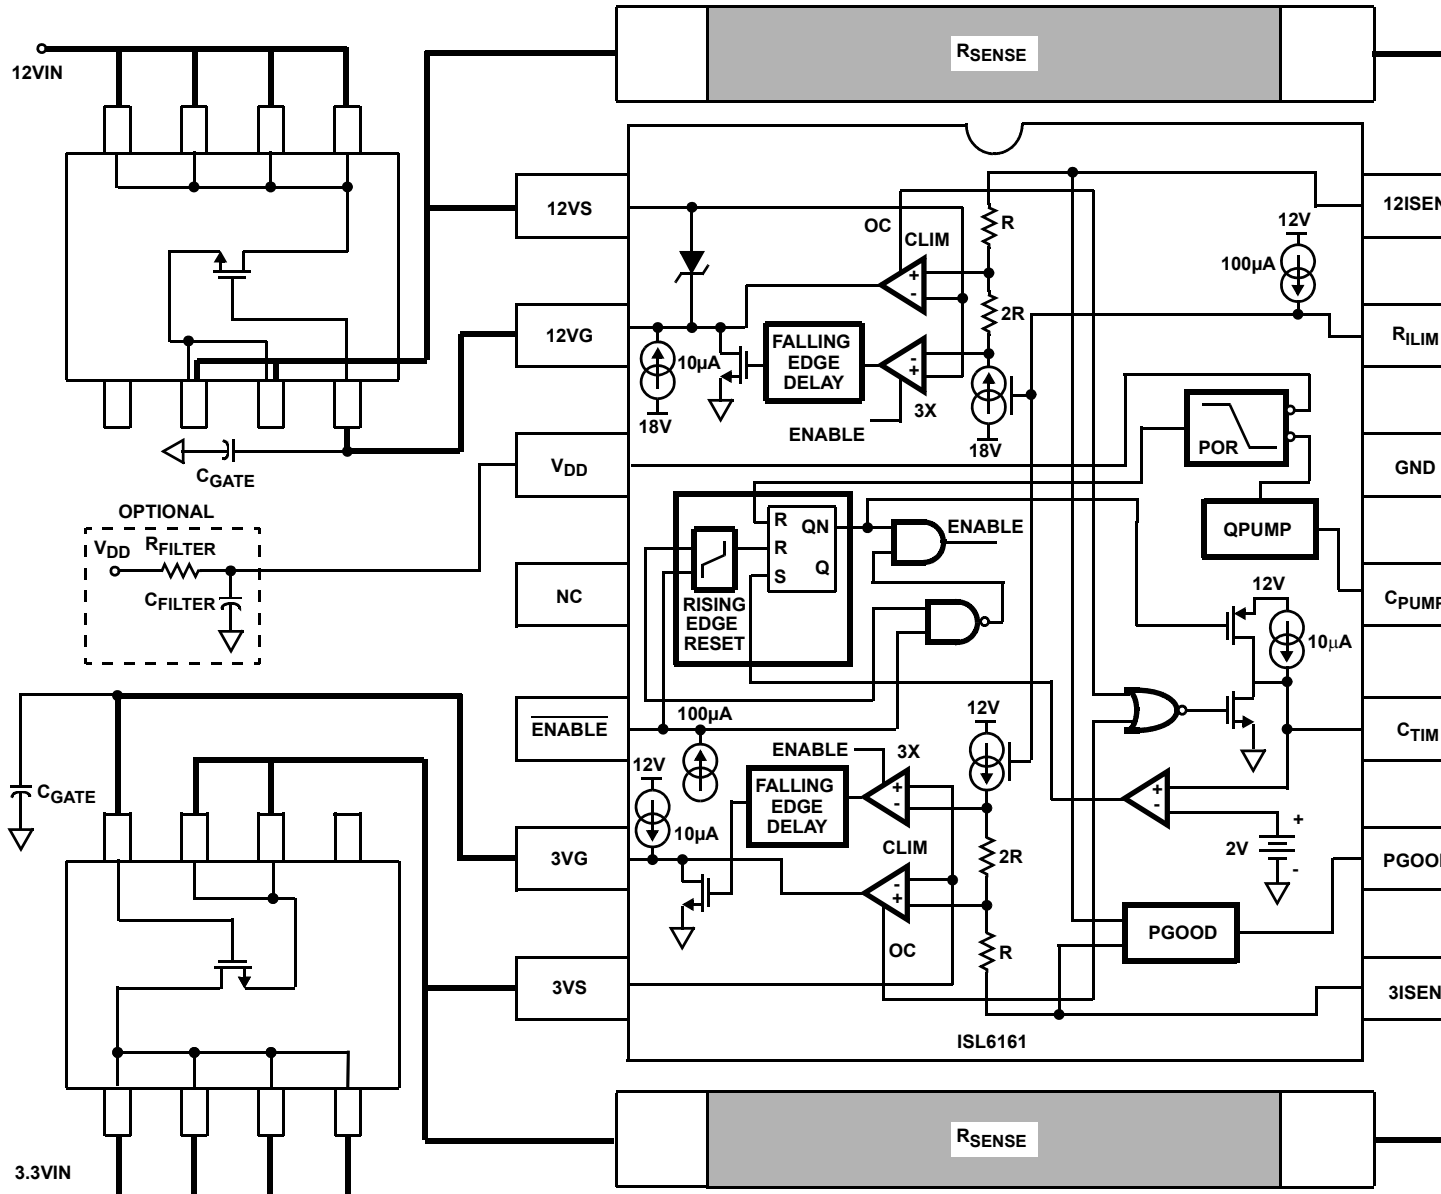 12VIN
RSENSE
12VS
12VG
VDD
NC
ENABLE
3VG
3VS
CGATE
OPTIONAL
VDD
RFILTER
CFILTER
CGATE
3.3VIN
OC
CLIM
R
2R
10µA
18V
FALLING
EDGE
DELAY
3X
ENABLE
18V
12V
100µA
12ISEN
RILIM
POR
GND
QPUMP
CPUMP
R
R
S
QN
Q
RISING
EDGE
RESET
ENABLE
12V
10µA
CTIM
100µA
12V
10µA
ENABLE
3X
FALLING
EDGE
DELAY
12V
CLIM
2R
OC
R
+
2V
-
PGOOD
PGOO
3ISEN
ISL6161
RSENSE
+
-
-
+
+
-
-
+
+
-